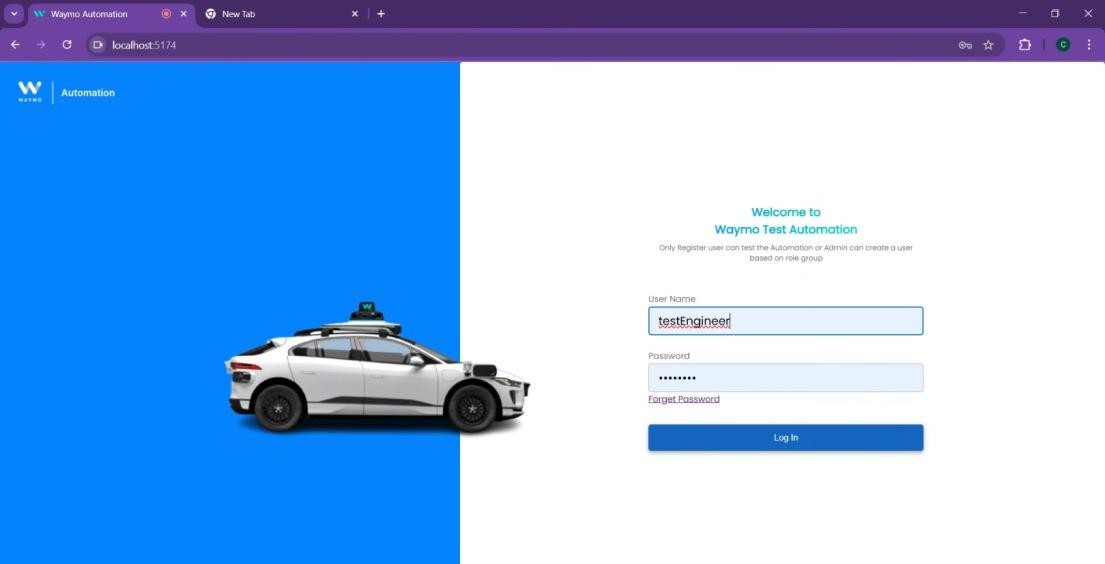 Waymo Automation
New Tab
localhost:5174
C
WAYMO
Automation
Welcome to
Waymo Test Automation
Only Register user can test the Automation or Admin can create a user
based on role group
User Name
testEngineer
Password
••••••••
Forget Password
Log In